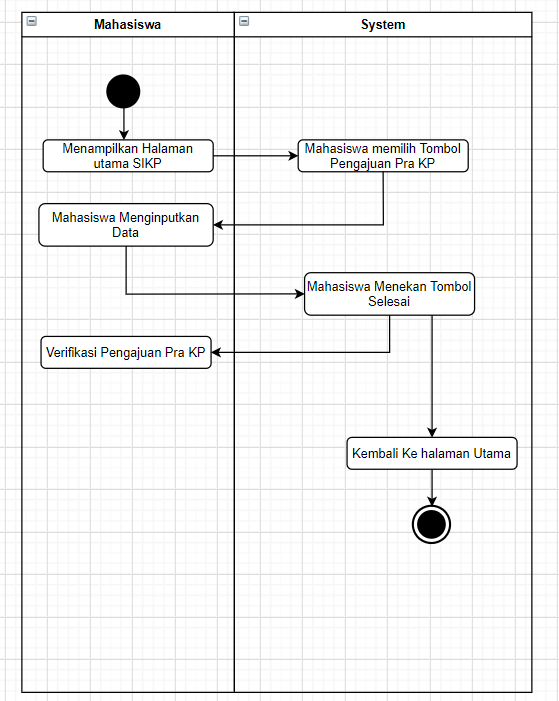 Mahasiswa
System
Menampilkan Halaman
utama SIKP
Mahasiswa memilih Tombol
Pengajuan Pra KP
Mahasiswa Menginputkan
Data
Mahasiswa Menekan Tombol
Selesai
Verifikasi Pengajuan Pra KP
Kembali Ke halaman Utama